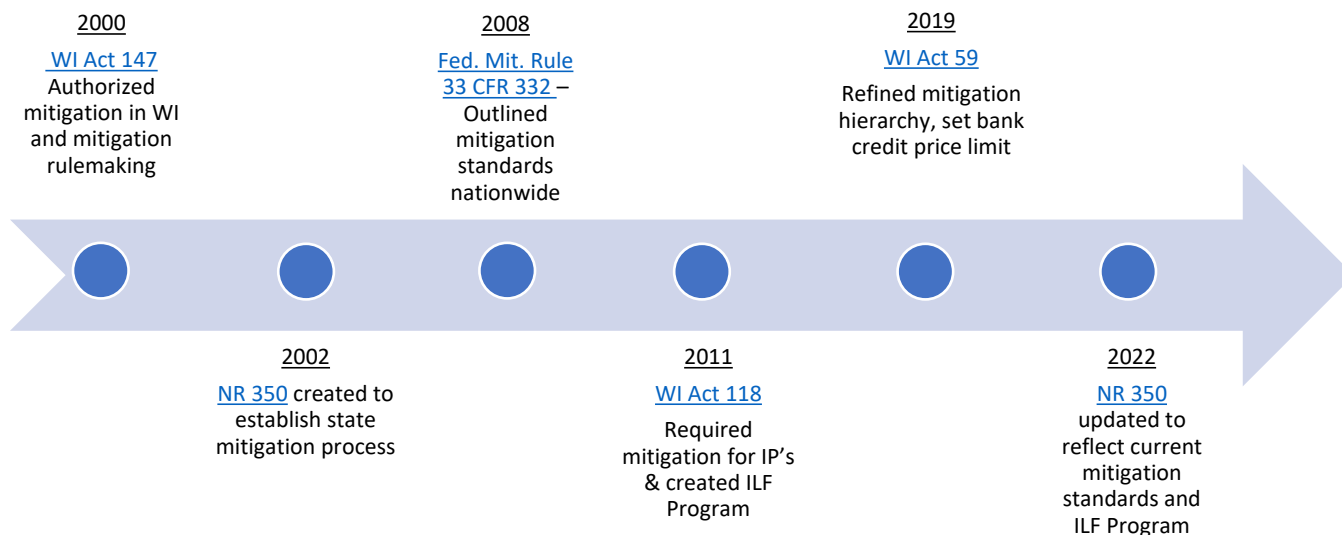 2000
WI Act 147
Authorized
mitigation in WI
and mitigation
rulemaking
2008
Fed. Mit. Rule
33 CFR 332 –
Outlined
mitigation
standards
nationwide
2019
WI Act 59
Refined mitigation
hierarchy, set bank
credit price limit
2002
NR 350 created to
establish state
mitigation process
2011
WI Act 118
Required
mitigation for IP’s
& created ILF
Program
2022
NR 350
updated to
reflect current
mitigation
standards and
ILF Program